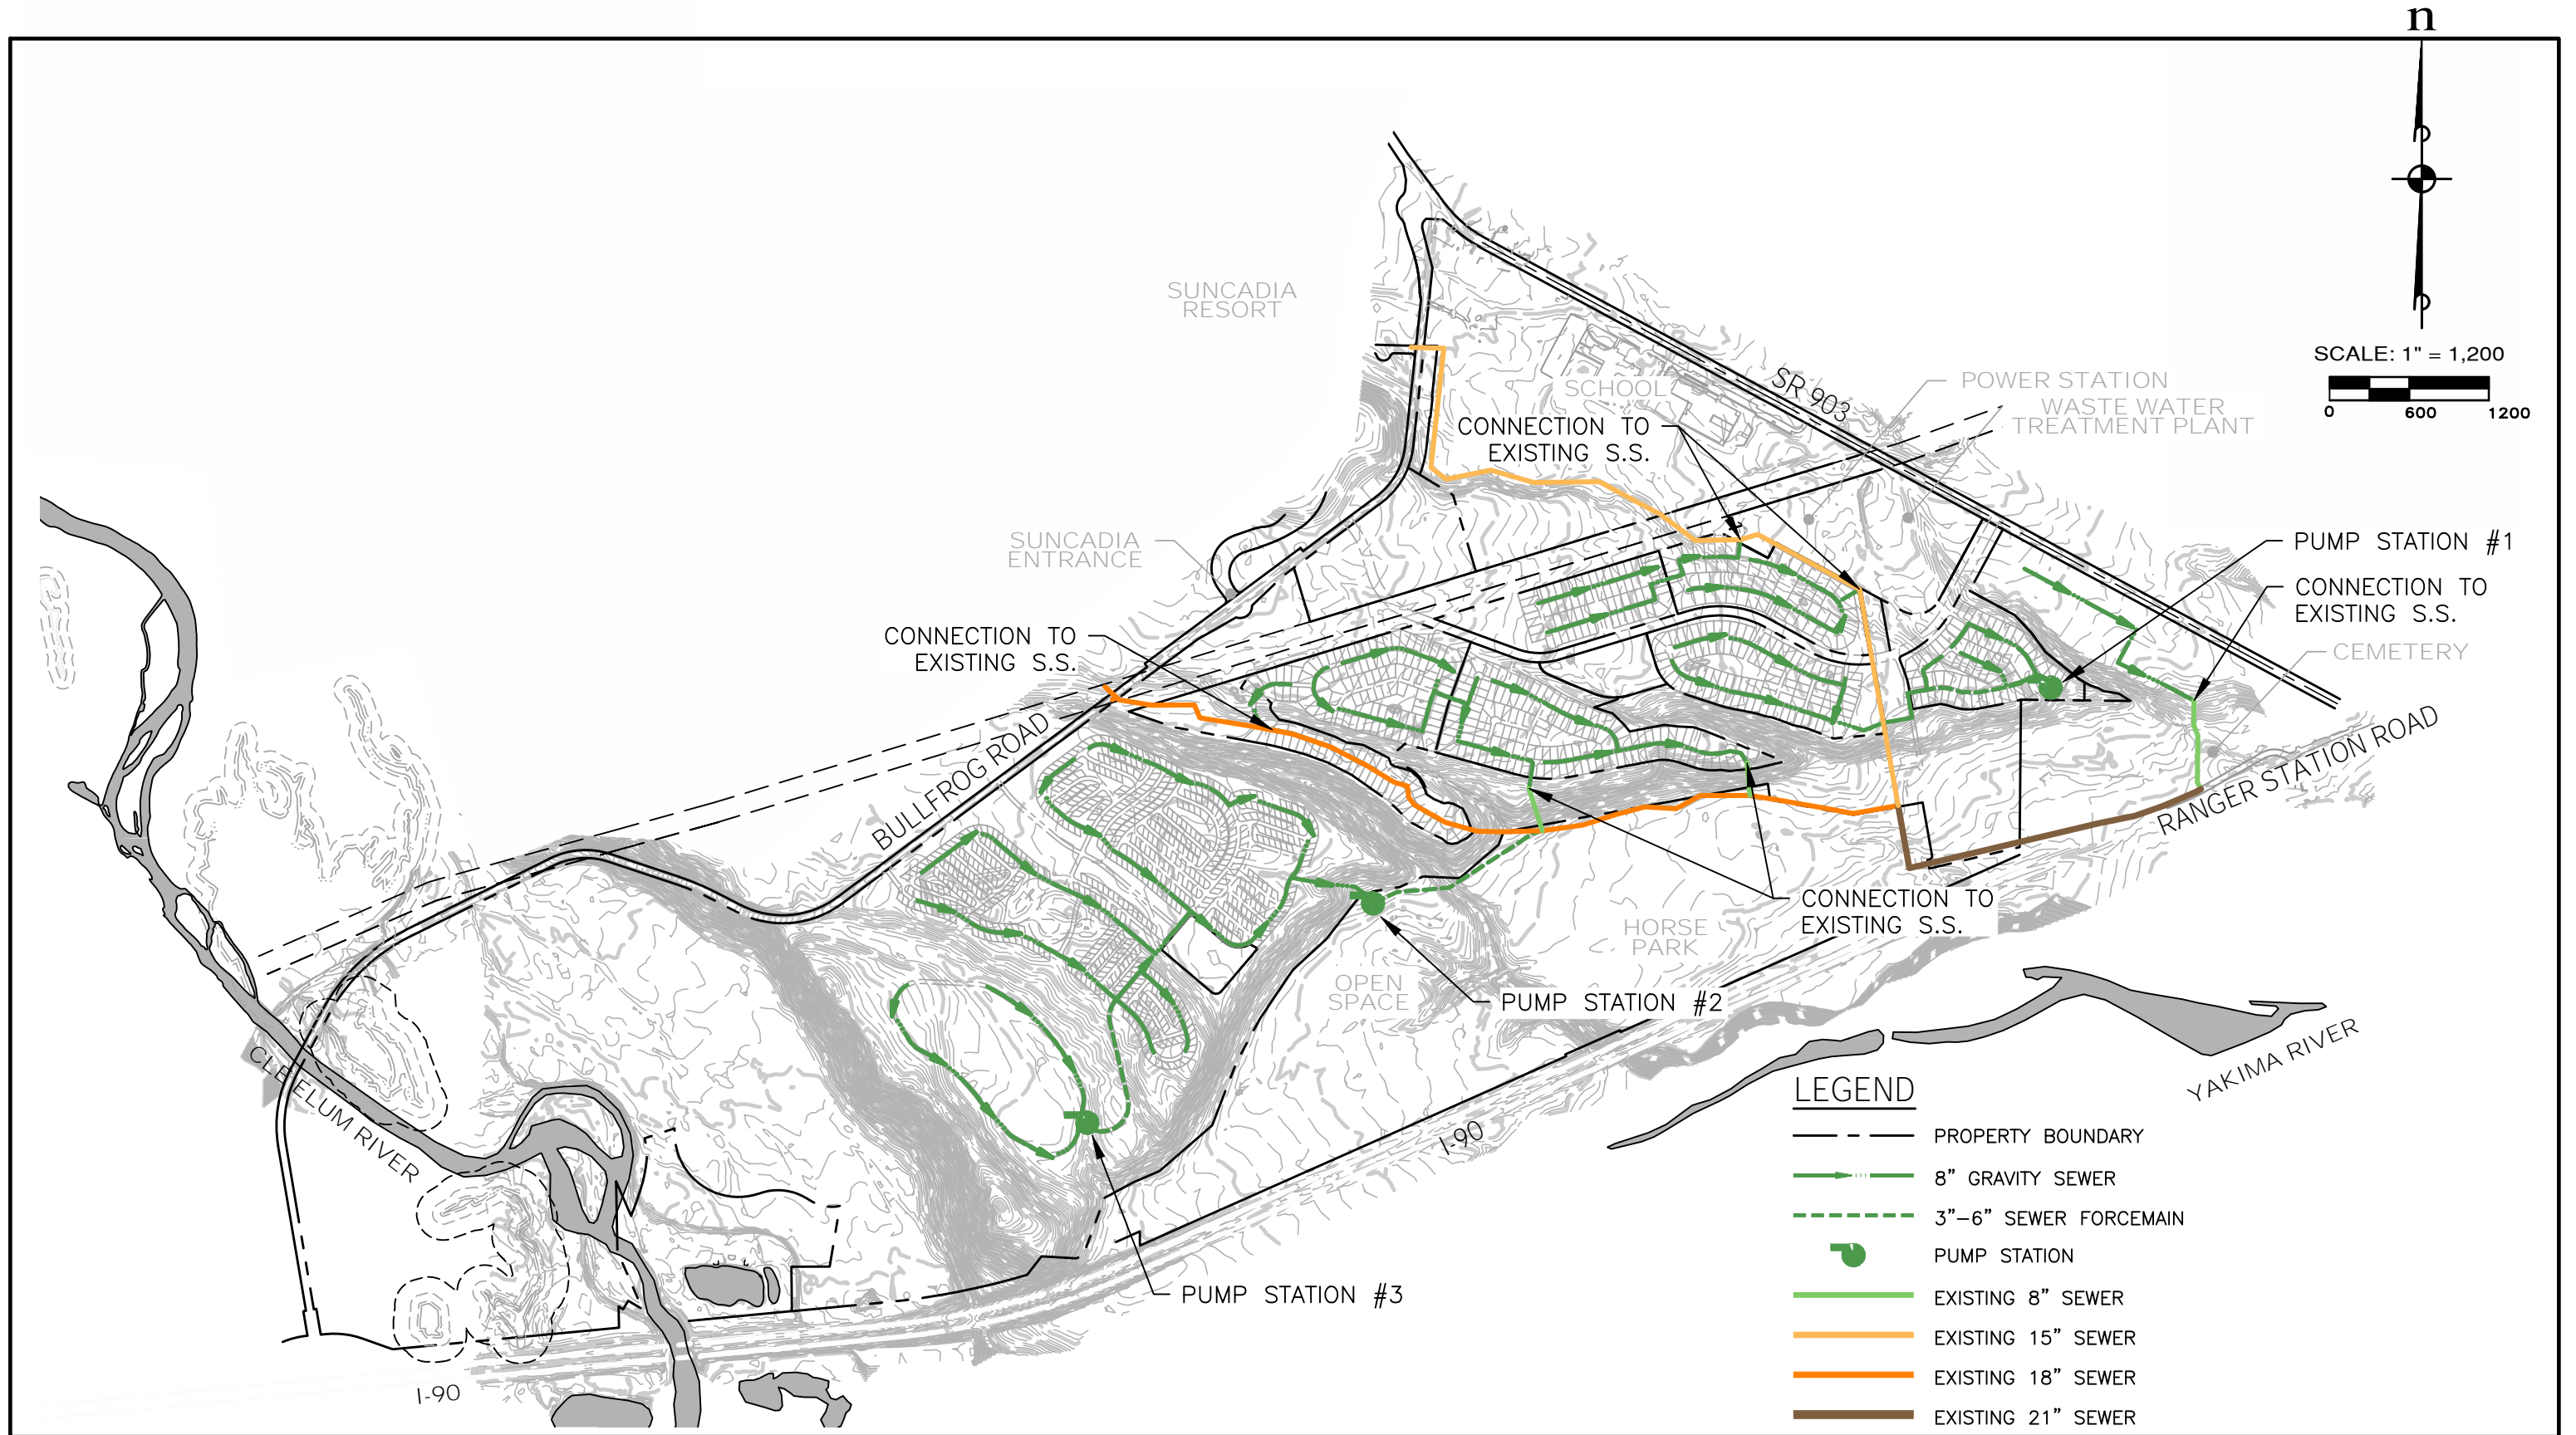 n
SCALE: 1" = 1,200
0 600 1200
SUNCADIA
RESORT
SR 903
SCHOOL
POWER STATION
WASTE WATER
TREATMENT PLANT
CONNECTION TO
EXISTING S.S.
SUNCADIA
ENTRANCE
PUMP STATION #1
CONNECTION TO
EXISTING S.S.
CEMETERY
CONNECTION TO
EXISTING S.S.
BULLFROG ROAD
RANGER STATION ROAD
CONNECTION TO
EXISTING S.S.
HORSE
PARK
OPEN
SPACE
PUMP STATION #2
CLE ELUM RIVER
YAKIMA RIVER
I-90
PUMP STATION #3
I-90
LEGEND
PROPERTY BOUNDARY
8” GRAVITY SEWER
3”–6” SEWER FORCEMAIN
PUMP STATION
EXISTING 8” SEWER
EXISTING 15” SEWER
EXISTING 18” SEWER
EXISTING 21” SEWER